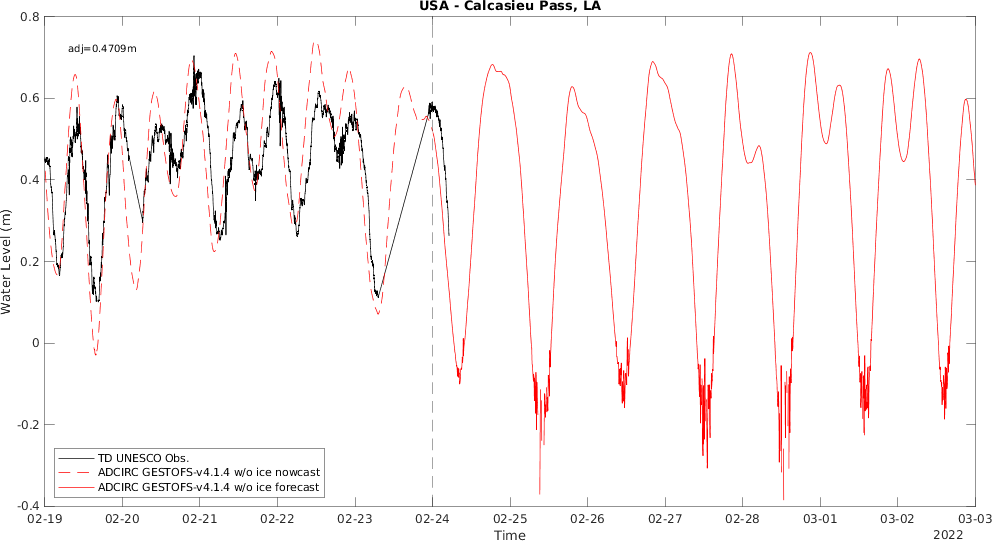 USA - Calcasieu Pass, LA
adj=0.4709m
0.8
0.6
0.4
0.2
0
-0.2
-0.4
Water Level (m)
TD UNESCO Obs.
ADCIRC GESTOFS-v4.1.4 w/o ice nowcast
ADCIRC GESTOFS-v4.1.4 w/o ice forecast
02-19 02-20 02-21 02-22 02-23 02-24 02-25 02-26 02-27 02-28 03-01 03-02 03-03
Time
2022